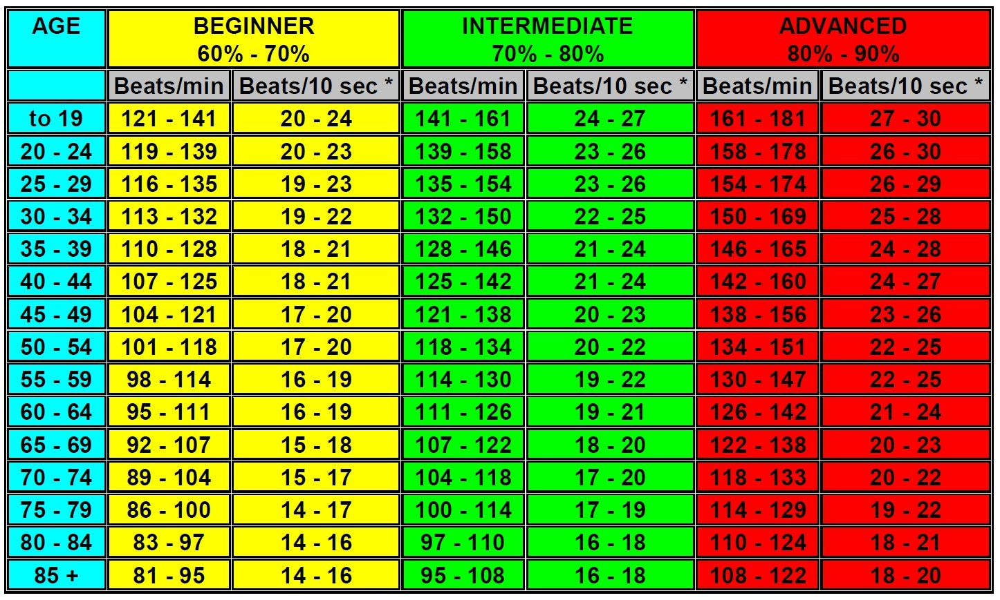 AGE BEGINNER INTERMEDIATE ADVANCED
60% - 70% 70% - 80% 80% - 90%
Beats/min Beats/10 sec * Beats/min Beats/10 sec * Beats/min Beats/10 sec *
to 19 121 - 141 20 - 24 141 - 161 24 - 27 161 - 181 27 - 30
20 - 24 119 - 139 20 - 23 139 - 158 23 - 26 158 - 178 26 - 30
25 - 29 116 - 135 19 - 23 135 - 154 23 - 26 154 - 174 26 - 29
30 - 34 113 - 132 19 - 22 132 - 150 22 - 25 150 - 169 25 - 28
35 - 39 110 - 128 18 - 21 128 - 146 21 - 24 146 - 165 24 - 28
40 - 44 107 - 125 18 - 21 125 - 142 21 - 24 142 - 160 24 - 27
45 - 49 104 - 121 17 - 20 121 - 138 20 - 23 138 - 156 23 - 26
50 - 54 101 - 118 17 - 20 118 - 134 20 - 22 134 - 151 22 - 25
55 - 59 98 - 114 16 - 19 114 - 130 19 - 22 130 - 147 22 - 25
60 - 64 95 - 111 16 - 19 111 - 126 19 - 21 126 - 142 21 - 24
65 - 69 92 - 107 15 - 18 107 - 122 18 - 20 122 - 138 20 - 23
70 - 74 89 - 104 15 - 17 104 - 118 17 - 20 118 - 133 20 - 22
75 - 79 86 - 100 14 - 17 100 - 114 17 - 19 114 - 129 19 - 22
80 - 84 83 - 97 14 - 16 97 - 110 16 - 18 110 - 124 18 - 21
85 + 81 - 95 14 - 16 95 - 108 16 - 18 108 - 122 18 - 20